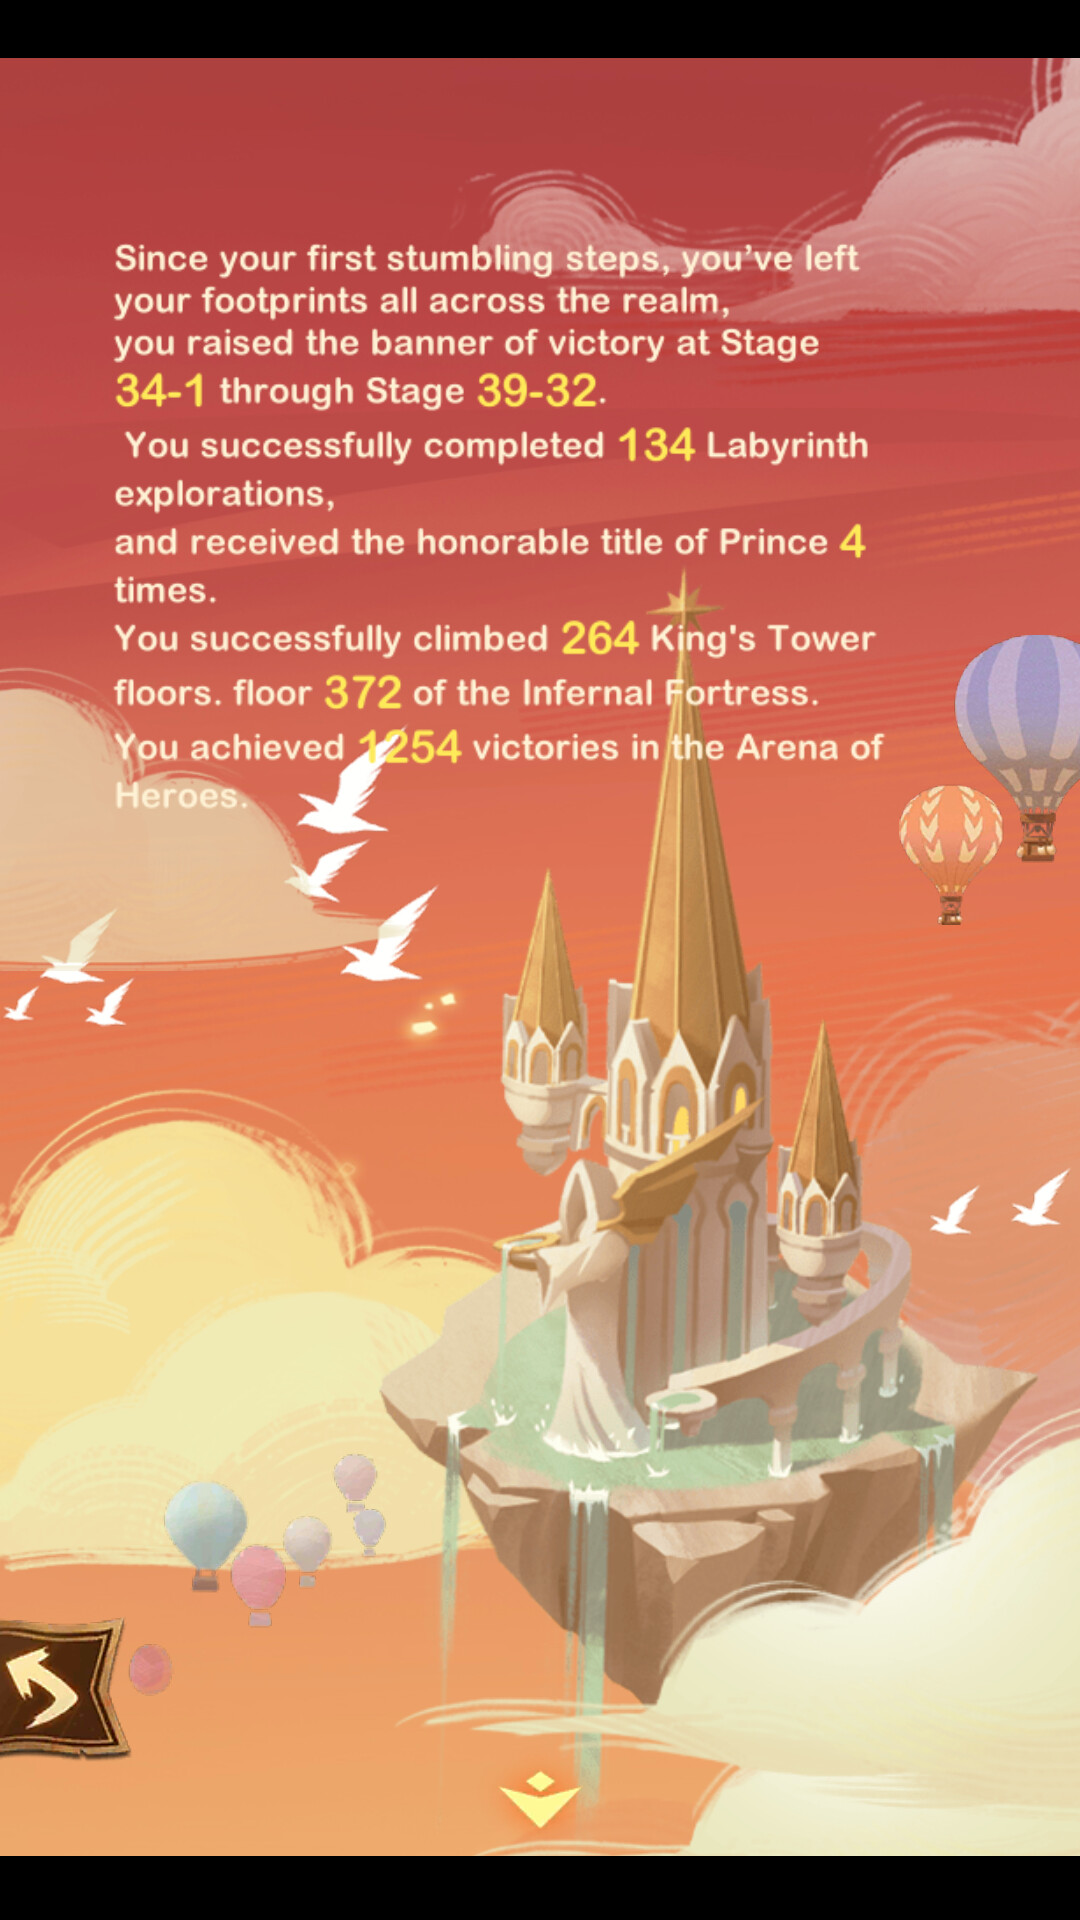 Since your first stumbling steps, you’ve left
your footprints all across the realm,
you raised the banner of victory at Stage
34-1 through Stage 39-32.
You successfully completed 134 Labyrinth
explorations,
and received the honorable title of Prince 4
times.
You successfully climbed 264 King's Tower
floors. floor 372 of the Infernal Fortress.
You achieved 1254 victories in the Arena of
Heroes.